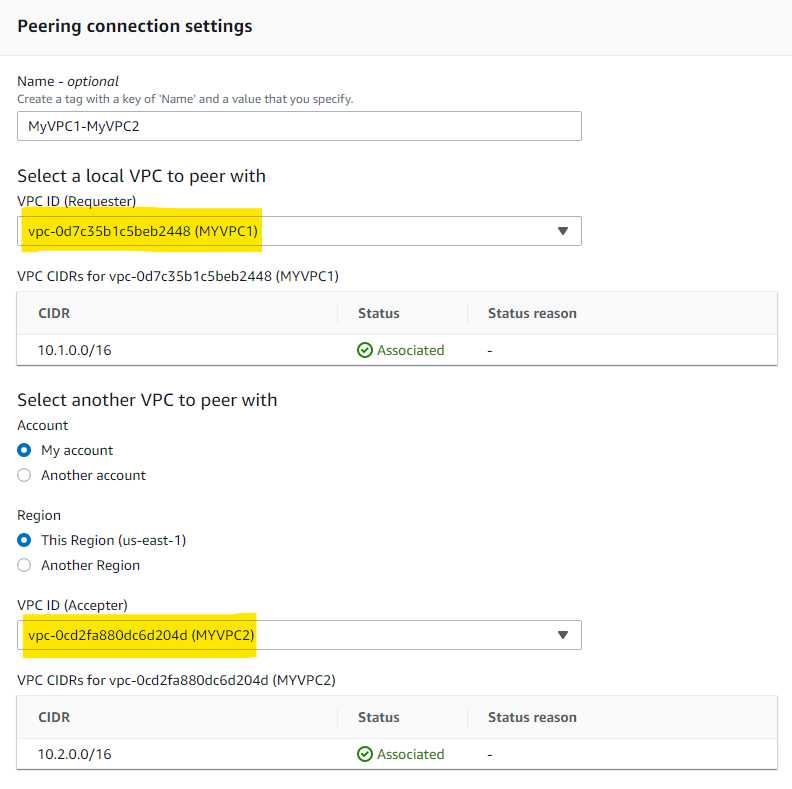 Peering connection settings
Name - optional
Create a tag with a key of 'Name' and a value that you specify.
MyVPC1-MyVPC2
Select a local VPC to peer with
VPC ID (Requester)
vpc-0d7c35b1c5beb2448 (MYVPC1)
VPC CIDRs for vpc-0d7c35b1c5beb2448 (MYVPC1)
CIDR Status Status reason
10.1.0.0/16 Associated -
Select another VPC to peer with
Account
My account
Another account
Region
This Region (us-east-1)
Another Region
VPC ID (Accepter)
vpc-0cd2fa880dc6d204d (MYVPC2)
VPC CIDRs for vpc-0cd2fa880dc6d204d (MYVPC2)
CIDR Status Status reason
10.2.0.0/16 Associated -